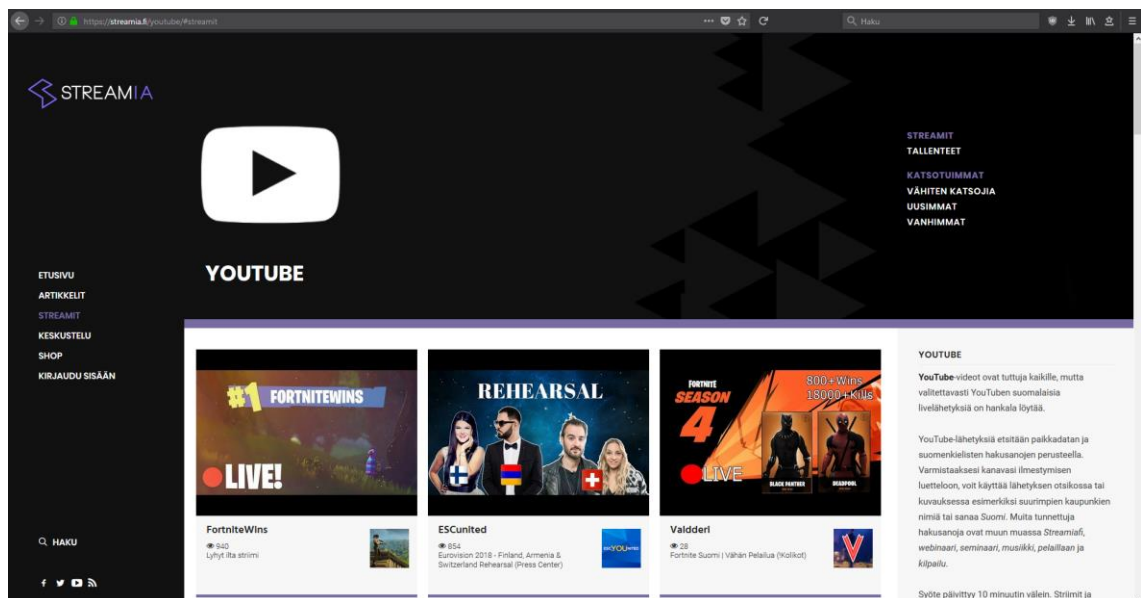 https://streamia.fi/youtube/#streamit
Haku
STREAMIA
STREAMIT
TALLENTEET
KATSOTUIMMAT
VÄHITEN KATSOJIA
UUSIMMAT
VANHIMMAT
YOUTUBE
ETUSIVU
ARTIKKELIT
STREAMIT
KESKUSTELU
SHOP
KIRJAUDU SISÄÄN
HAKU
#1 FORTNITEWINS
LIVE!
FortniteWins
940
Lyhyt ilta striimi
REHEARSAL
ESCunited
854
Eurovision 2018 - Finland, Armenia &
Switzerland Rehearsal (Press Center)
FORTNITE
SEASON
4
800+Wins
18000+Kills
LIVE
BLACK PANTHER
DEADPOOL
Valdderi
28
Fortnite Suomi | Vähän Pelailua (!Kolikot)
YOUTUBE
YouTube-videot ovat tuttuja kaikille, mutta
valitettavasti YouTuben suomalaisia
livelähetyksiä on hankala löytää.
YouTube-lähetyksiä etsitään paikkadatan ja
suomenkielisten hakusanojen perusteella.
Varmistaaksesi kanavasi ilmestymisen
luetteloon, voit käyttää lähetyksen otsikossa tai
kuvauksessa esimerkiksi suurimpien kaupunkien
nimiä tai sanaa Suomi. Muita tunnettuja
hakusanoja ovat muun muassa Streamiafi,
webinaari, seminaari, musiikki, pelaillaan ja
kilpailu.
Syöte päivittyy 10 minuutin välein. Striimit ja